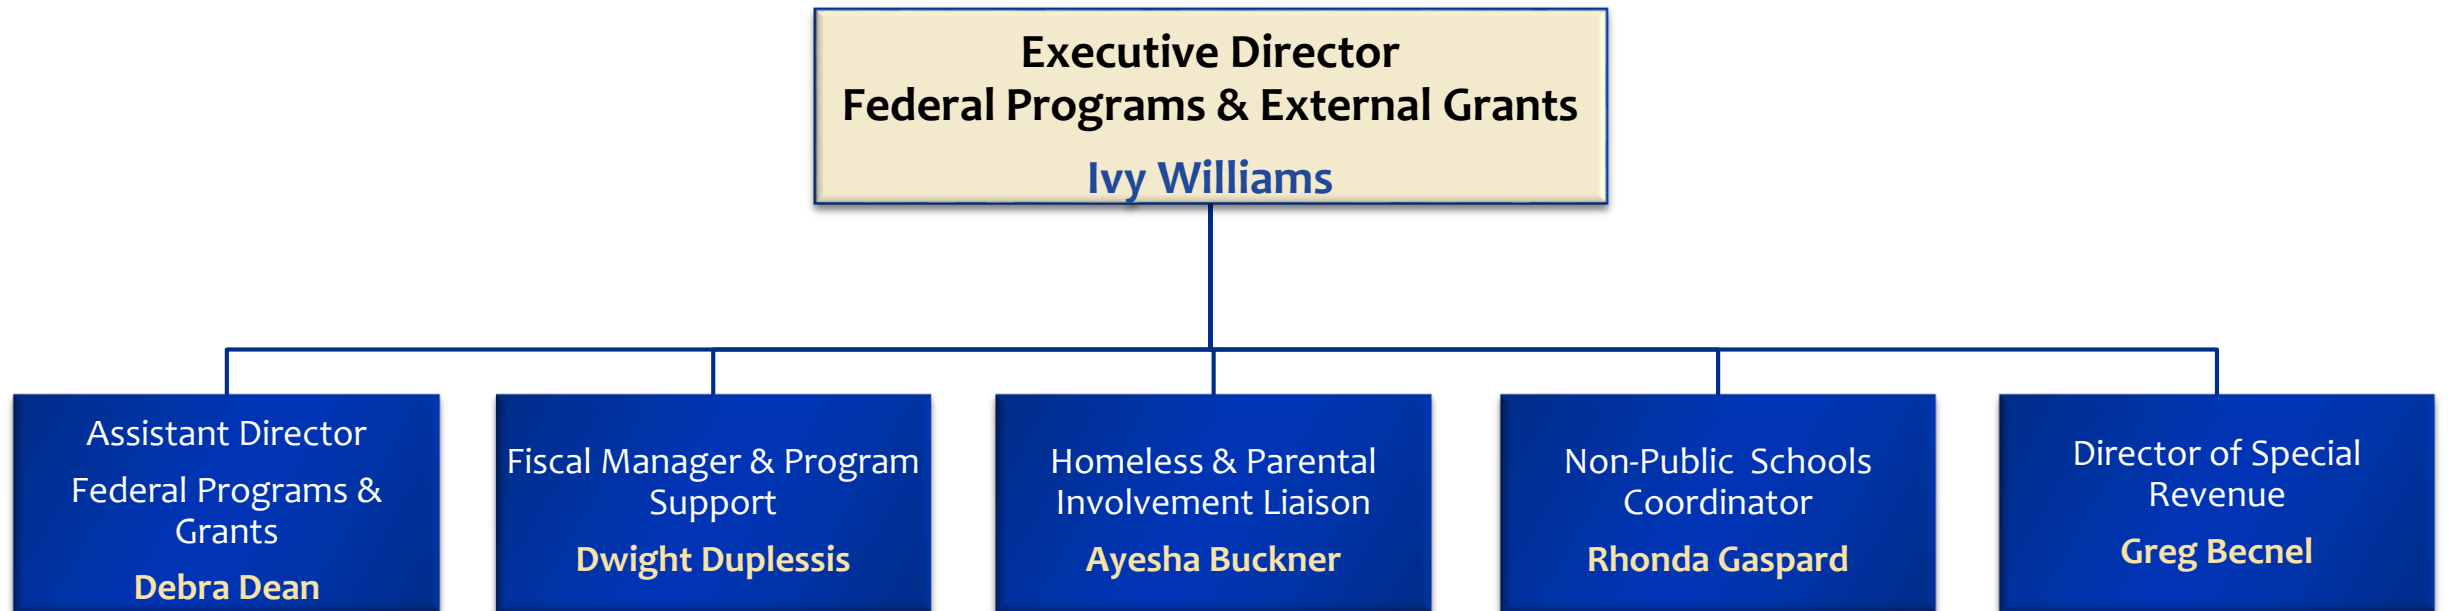 Executive Director
Federal Programs & External Grants
Ivy Williams
Assistant Director
Federal Programs &
Grants
Debra Dean
Fiscal Manager & Program
Support
Dwight Duplessis
Homeless & Parental
Involvement Liaison
Ayesha Buckner
Non-Public  Schools
Coordinator
Rhonda Gaspard
Director of Special
Revenue
Greg Becnel